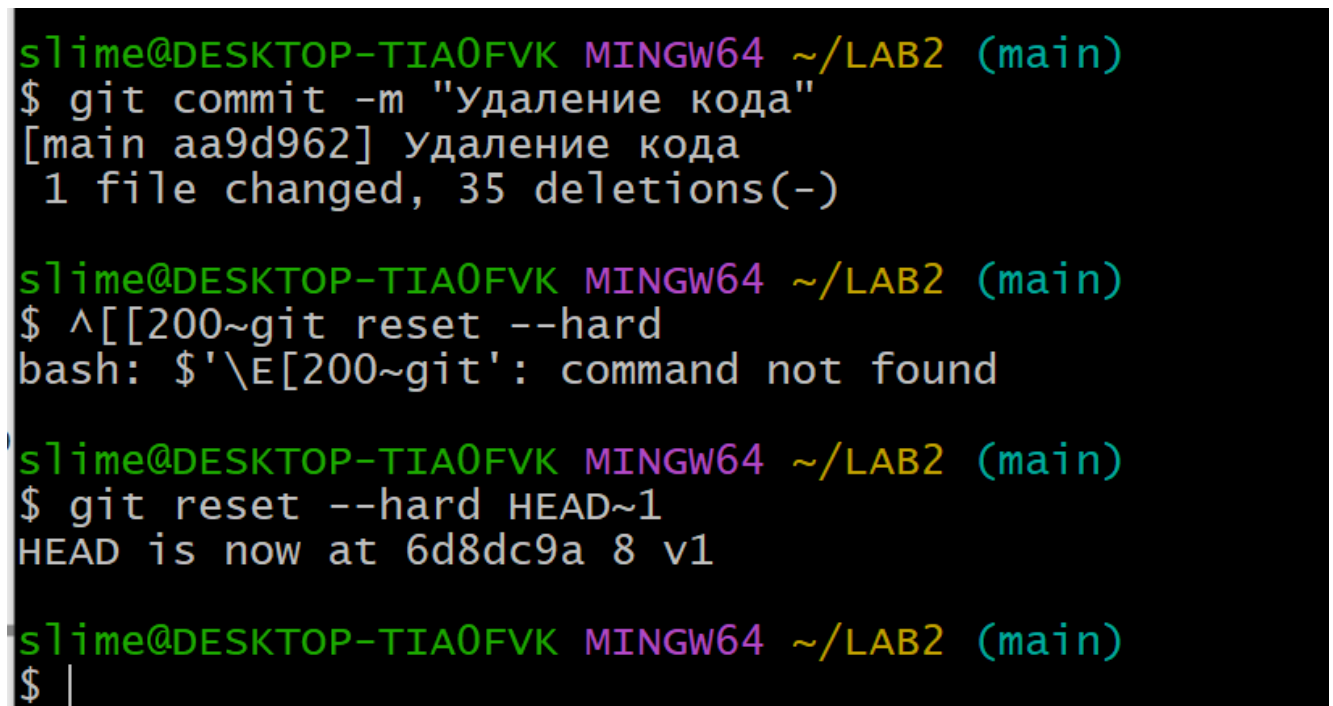 slime@DESKTOP-TIA0FVK MINGW64 ~/LAB2 (main)
$ git commit -m "Удаление кода"
[main aa9d962] Удаление кода
 1 file changed, 35 deletions(-)
slime@DESKTOP-TIA0FVK MINGW64 ~/LAB2 (main)
$ ^[[200~git reset --hard
bash: $'\E[200~git': command not found
slime@DESKTOP-TIA0FVK MINGW64 ~/LAB2 (main)
$ git reset --hard HEAD~1
HEAD is now at 6d8dc9a 8 v1
slime@DESKTOP-TIA0FVK MINGW64 ~/LAB2 (main)
$